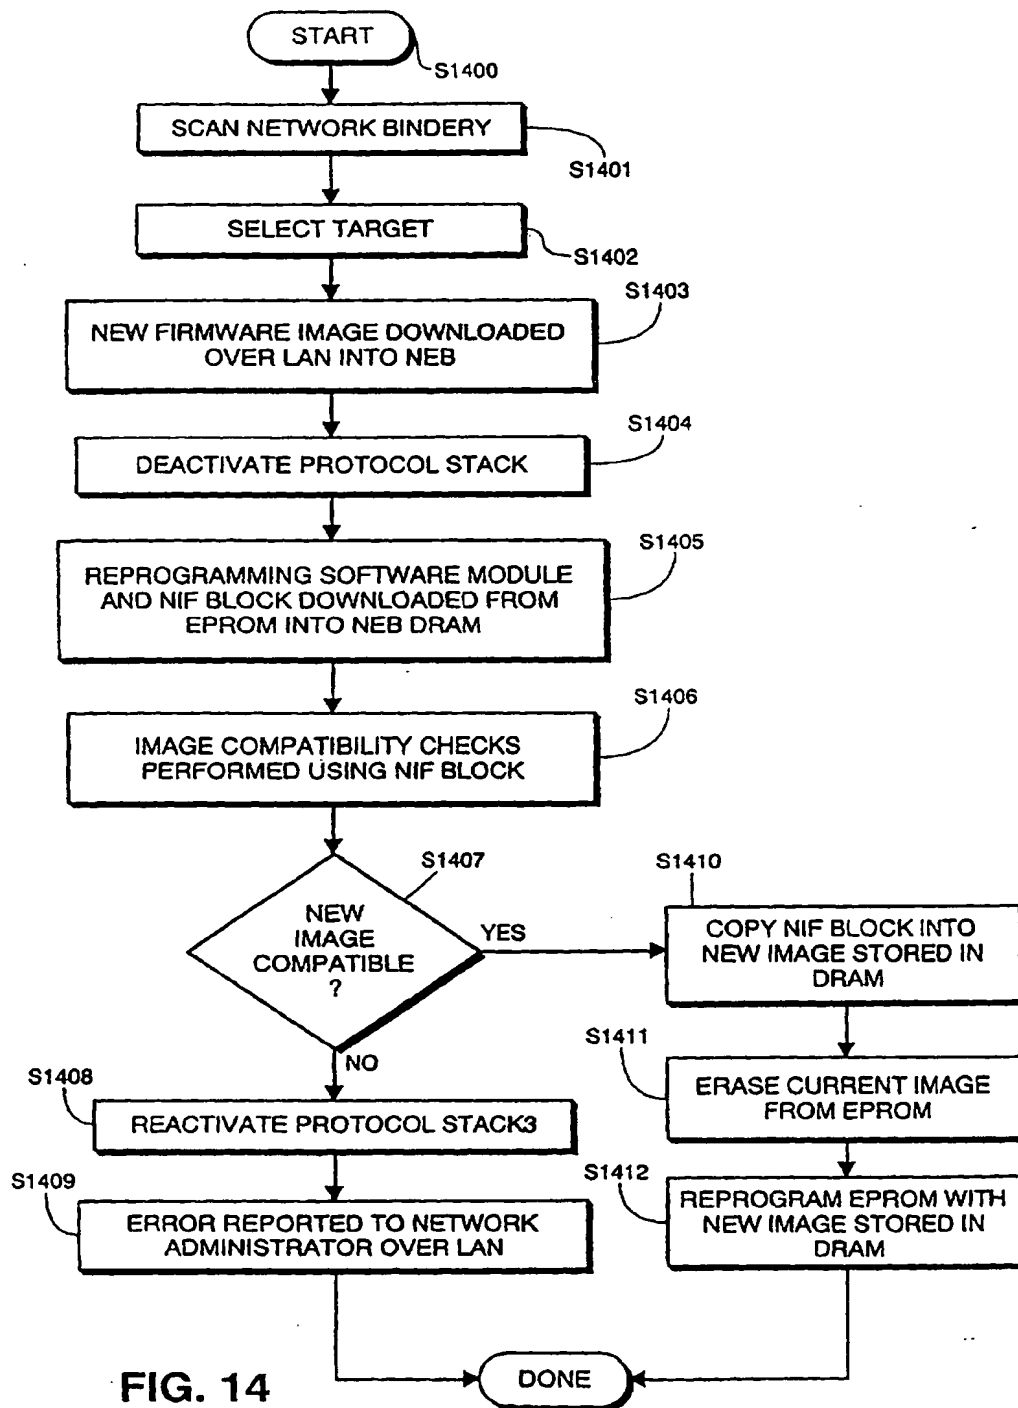 START
S1400
SCAN NETWORK BINDERY
S1401
SELECT TARGET
S1402
S1403
NEW FIRMWARE IMAGE DOWNLOADED
OVER LAN INTO NEB
S1404
DEACTIVATE PROTOCOL STACK
S1405
REPROGRAMMING SOFTWARE MODULE
AND NIF BLOCK DOWNLOADED FROM
EPROM INTO NEB DRAM
S1406
IMAGE COMPATIBILITY CHECKS
PERFORMED USING NIF BLOCK
S1407
NEW
IMAGE
COMPATIBLE
?
YES
NO
S1410
COPY NIF BLOCK INTO
NEW IMAGE STORED IN
DRAM
S1411
ERASE CURRENT IMAGE
FROM EPROM
S1412
REPROGRAM EPROM WITH
NEW IMAGE STORED IN
DRAM
S1408
REACTIVATE PROTOCOL STACK3
S1409
ERROR REPORTED TO NETWORK
ADMINISTRATOR OVER LAN
DONE
FIG. 14